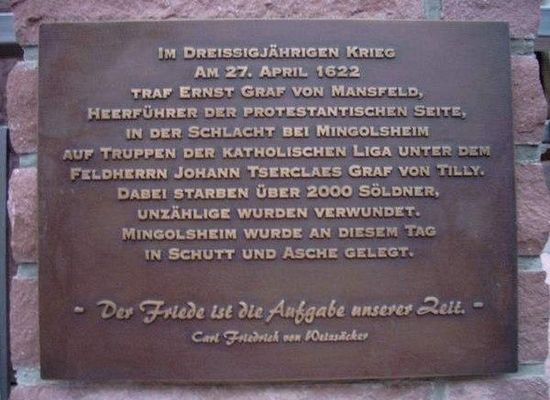 Im Dreissigjährigen Krieg
Am 27. April 1622
traf Ernst Graf von Mansfeld,
Heerführer der protestantischen Seite,
in der Schlacht bei Mingolsheim
auf Truppen der katholischen Liga unter dem
Feldherrn Johann Tserclaes Graf von Tilly.
Dabei starben über 2000 Söldner,
unzählige wurden verwundet.
Mingolsheim wurde an diesem Tag
in Schutt und Asche gelegt.
- Der Friede ist die Aufgabe unserer Zeit. -
Carl Friedrich von Weizsäcker